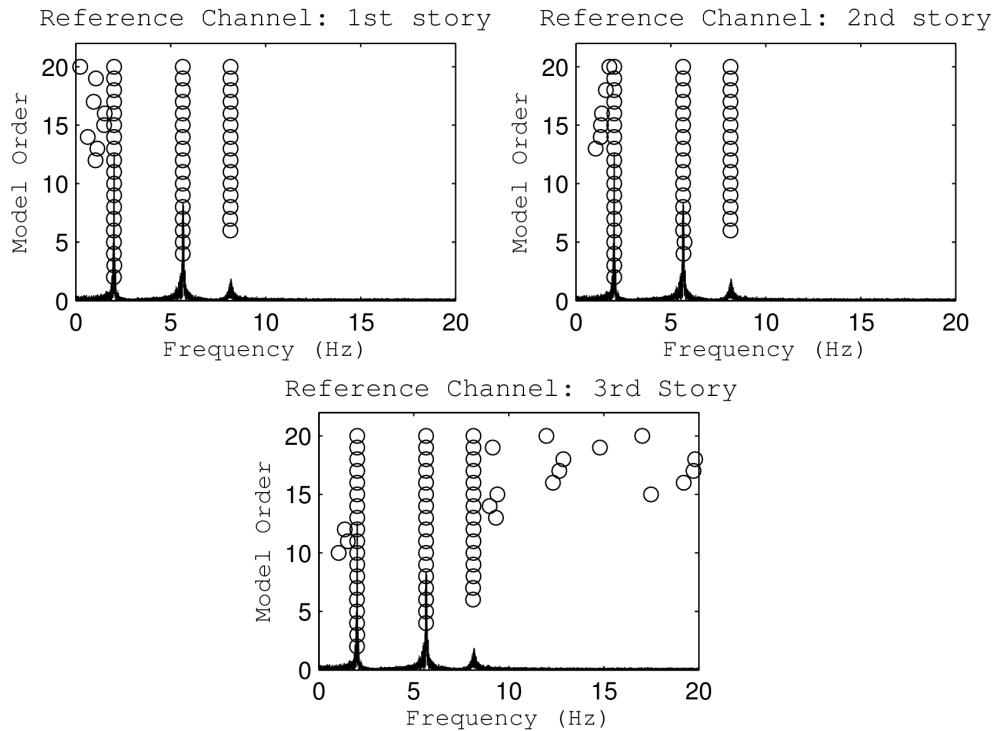 Reference Channel: 1st story
20
15
10
5
0
Model Order
0 5 10 15 20
Frequency (Hz)
Reference Channel: 2nd story
20
15
10
5
0
Model Order
0 5 10 15 20
Frequency (Hz)
Reference Channel: 3rd Story
20
15
10
5
0
Model Order
0 5 10 15 20
Frequency (Hz)